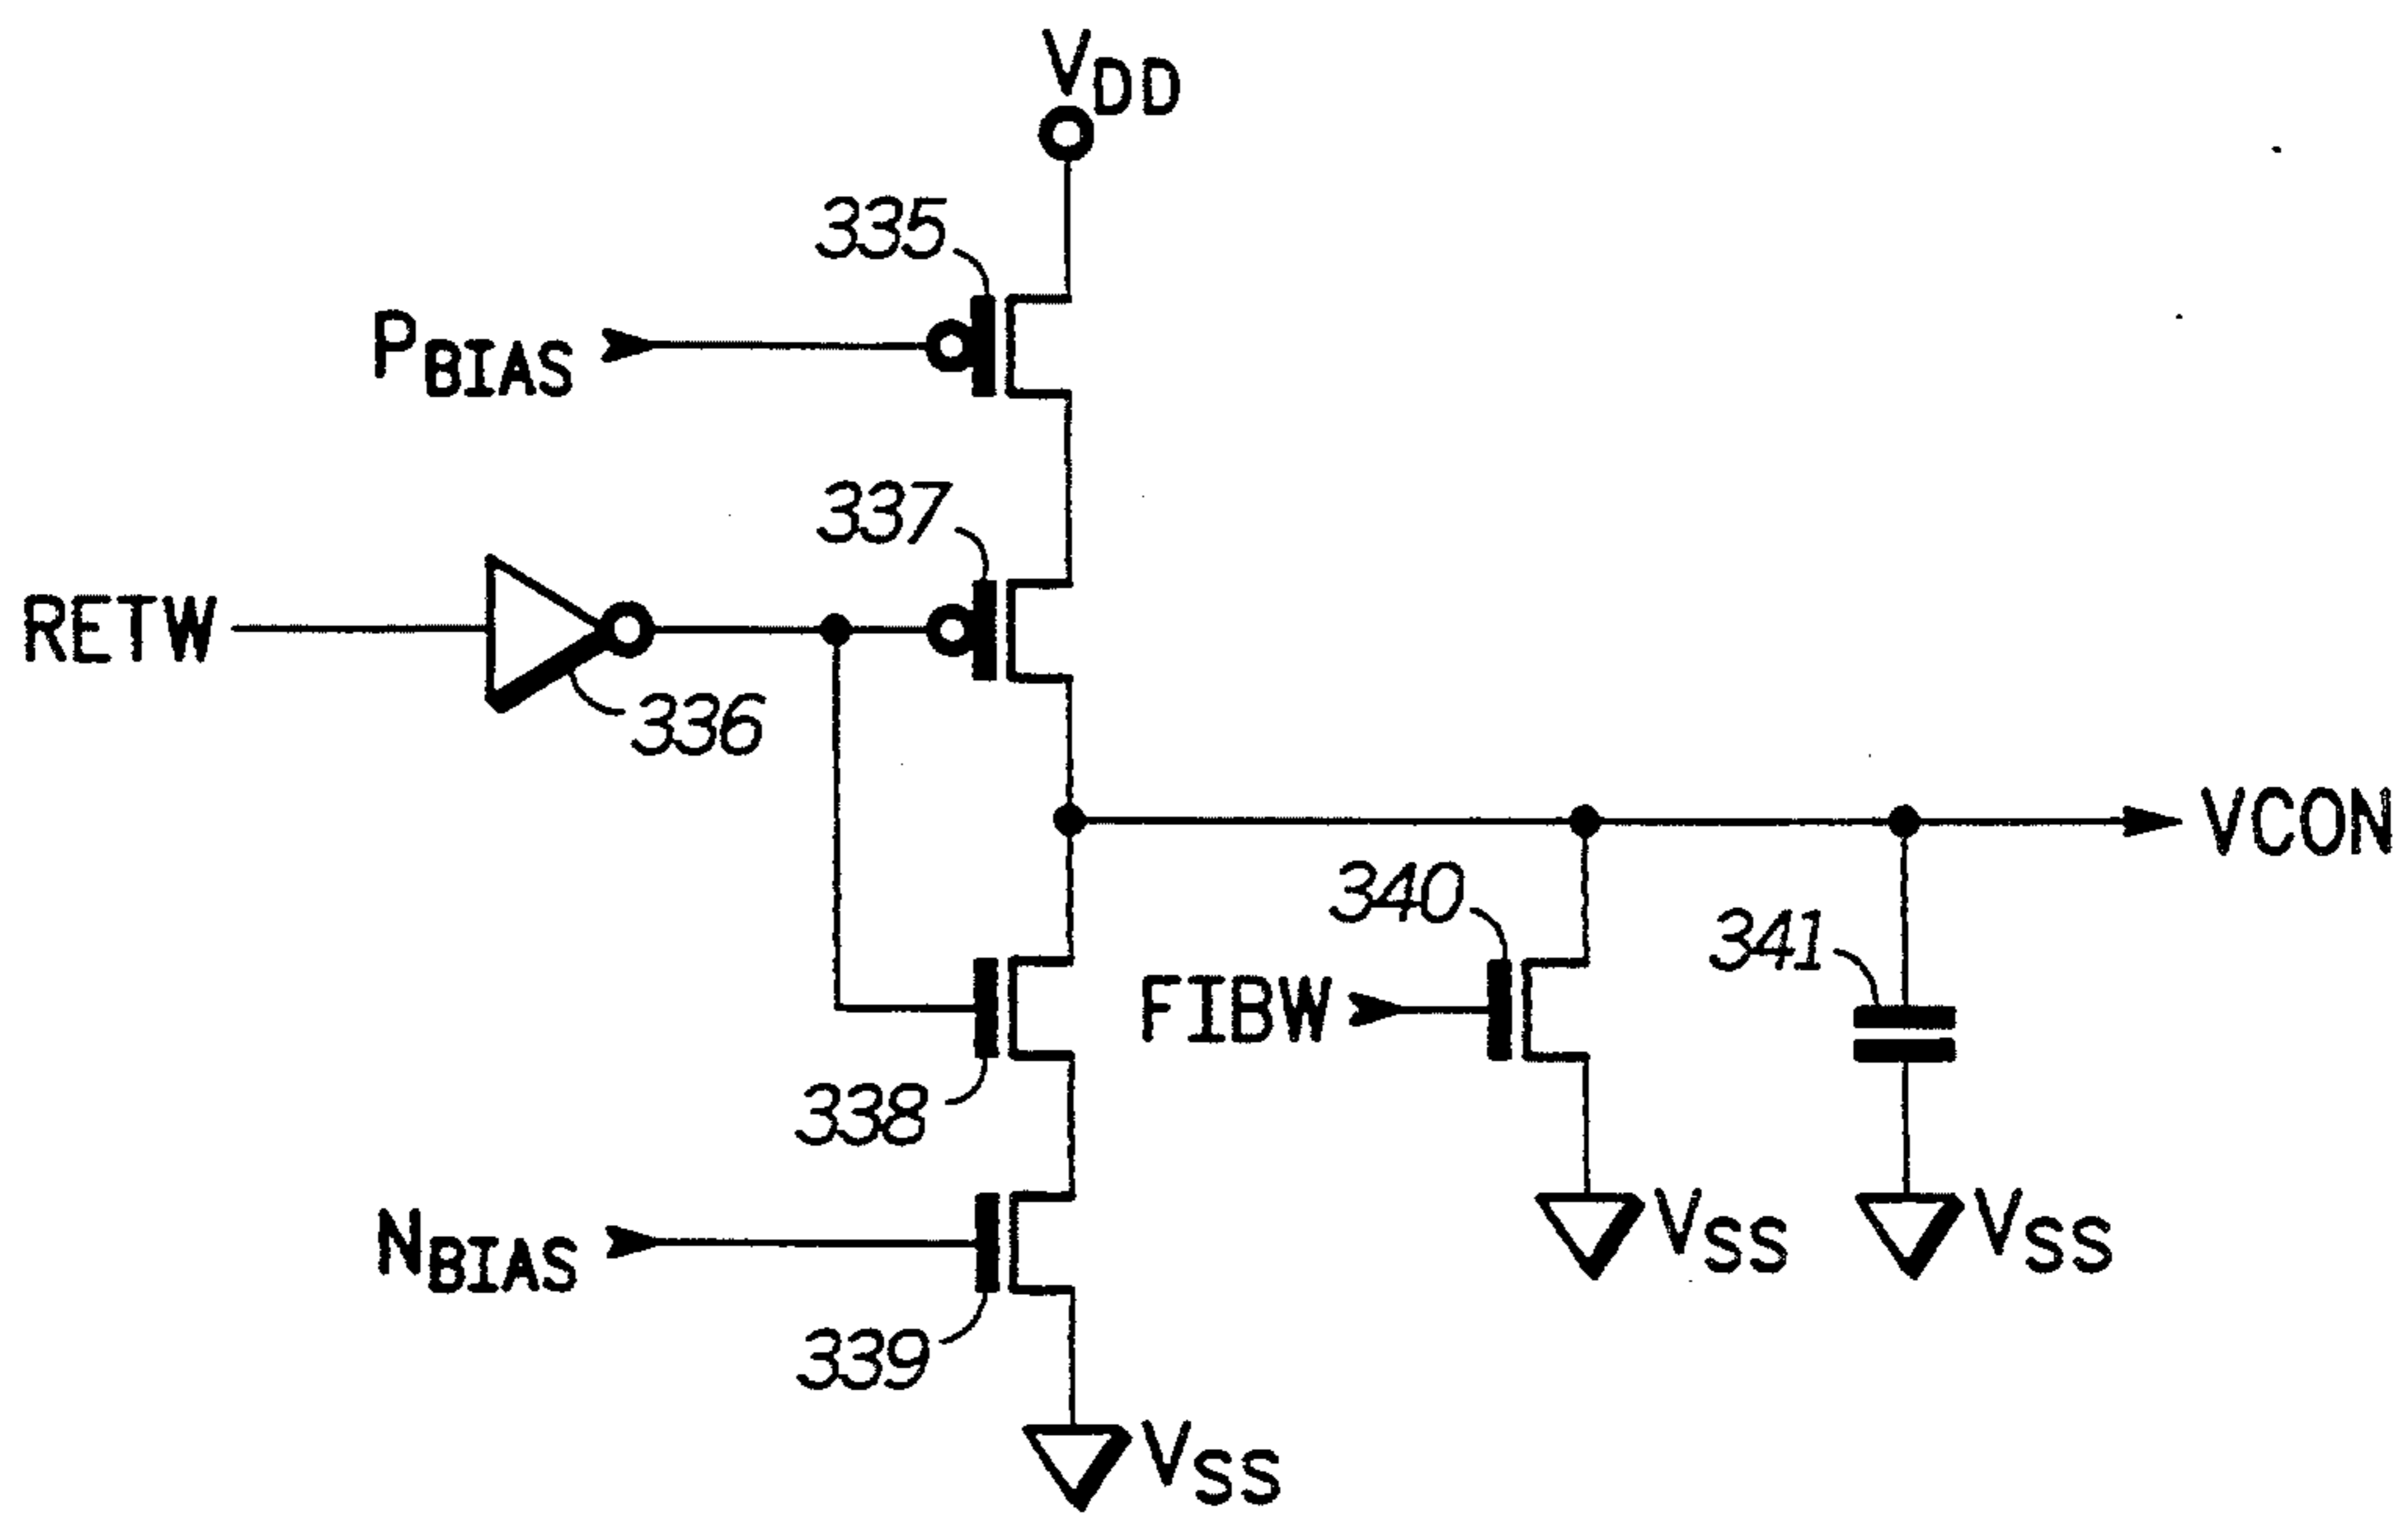 VDD
335
PBIAS
337
RETW
336
VCON
340
341
FIBW
338
NBIAS
VSS
VSS
339
VSS